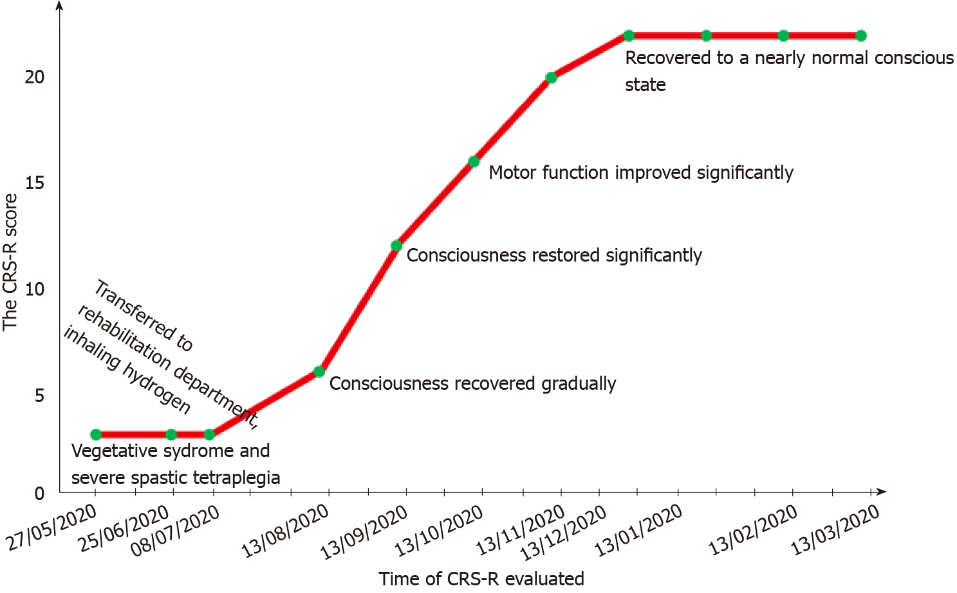 The CRS-R score
20
15
10
5
0
Recovered to a nearly normal conscious
state
Motor function improved significantly
Consciousness restored significantly
Consciousness recovered gradually
Transferred to
rehabilitation department,
inhaling hydrogen
Vegetative sydrome and
severe spastic tetraplegia
27/05/2020
25/06/2020
08/07/2020
13/08/2020
13/09/2020
13/10/2020
13/11/2020
13/12/2020
13/01/2020
13/02/2020
13/03/2020
Time of CRS-R evaluated